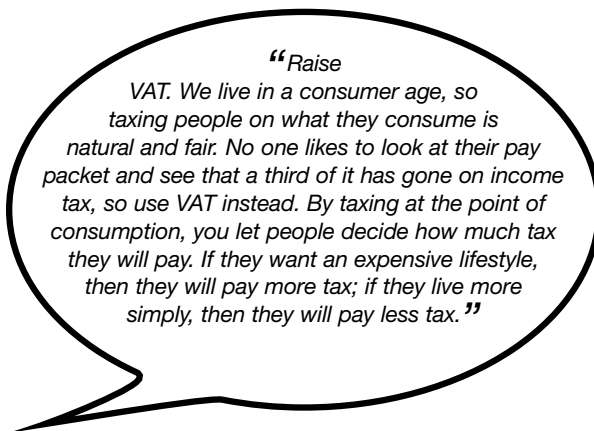 “Raise
VAT. We live in a consumer age, so
taxing people on what they consume is
natural and fair. No one likes to look at their pay
packet and see that a third of it has gone on income
tax, so use VAT instead. By taxing at the point of
consumption, you let people decide how much tax
they will pay. If they want an expensive lifestyle,
then they will pay more tax; if they live more
simply, then they will pay less tax.”